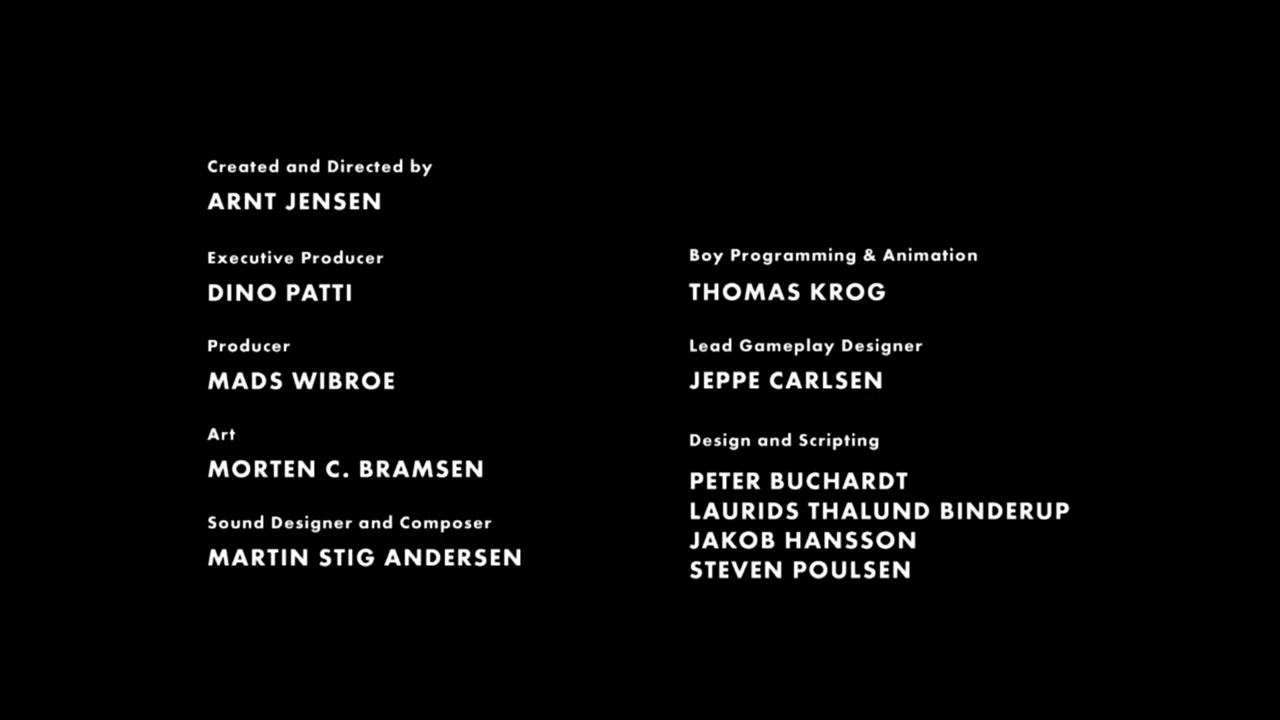 Created and Directed by
ARNT JENSEN
Executive Producer
DINO PATTI
Producer
MADS WIBROE
Art
MORTEN C. BRAMSEN
Sound Designer and Composer
MARTIN STIG ANDERSEN
Boy Programming & Animation
THOMAS KROG
Lead Gameplay Designer
JEPPE CARLSEN
Design and Scripting
PETER BUCHARDT
LAURIDS THALUND BINDERUP
JAKOB HANSSON
STEVEN POULSEN